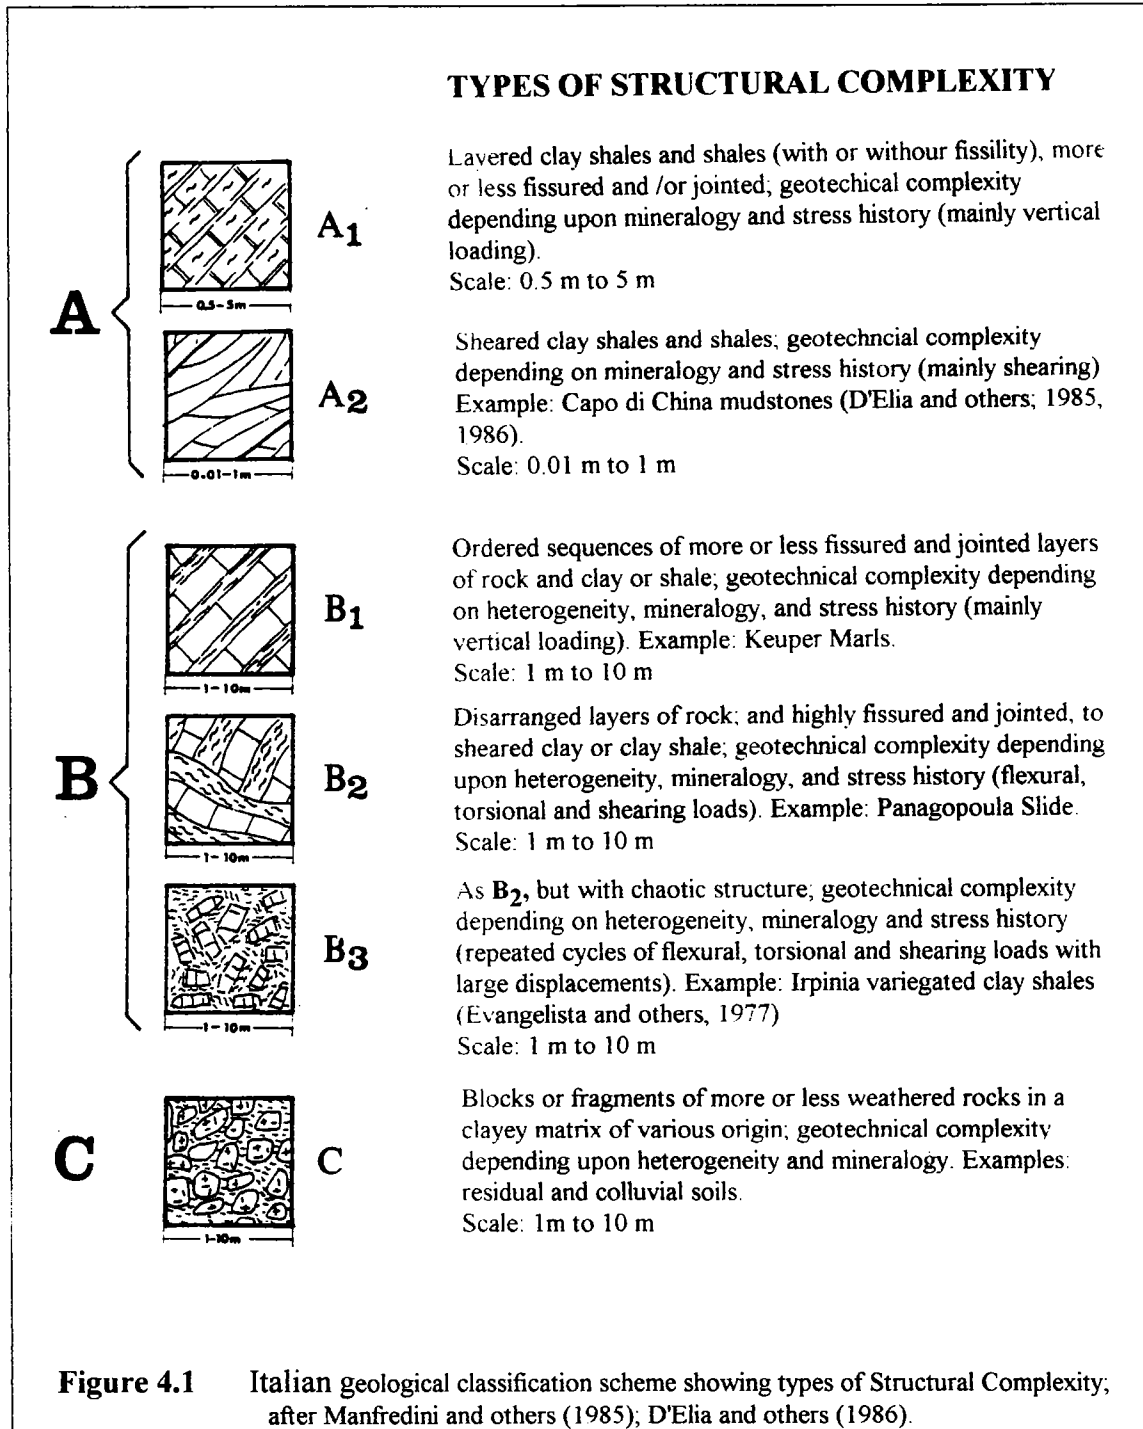 TYPES OF STRUCTURAL COMPLEXITY
A
A1
0.5-5m
Layered clay shales and shales (with or withour fissility), more
or less fissured and /or jointed; geotechical complexity
depending upon mineralogy and stress history (mainly vertical
loading).
Scale: 0.5 m to 5 m
A2
0.01-1m
Sheared clay shales and shales; geotechncial complexity
depending on mineralogy and stress history (mainly shearing)
Example: Capo di China mudstones (D'Elia and others; 1985,
1986).
Scale: 0.01 m to 1 m
B
B1
1-10m
Ordered sequences of more or less fissured and jointed layers
of rock and clay or shale; geotechnical complexity depending
on heterogeneity, mineralogy, and stress history (mainly
vertical loading). Example: Keuper Marls.
Scale: 1 m to 10 m
B2
1-10m
Disarranged layers of rock; and highly fissured and jointed, to
sheared clay or clay shale; geotechnical complexity depending
upon heterogeneity, mineralogy, and stress history (flexural,
torsional and shearing loads). Example: Panagopoula Slide.
Scale: 1 m to 10 m
B3
1-10m
As B2, but with chaotic structure; geotechnical complexity
depending on heterogeneity, mineralogy and stress history
(repeated cycles of flexural, torsional and shearing loads with
large displacements). Example: Irpinia variegated clay shales
(Evangelista and others, 1977)
Scale: 1 m to 10 m
C
C
1-10m
Blocks or fragments of more or less weathered rocks in a
clayey matrix of various origin; geotechnical complexity
depending upon heterogeneity and mineralogy. Examples:
residual and colluvial soils.
Scale: 1m to 10 m
Figure 4.1 Italian geological classification scheme showing types of Structural Complexity;
after Manfredini and others (1985); D'Elia and others (1986).